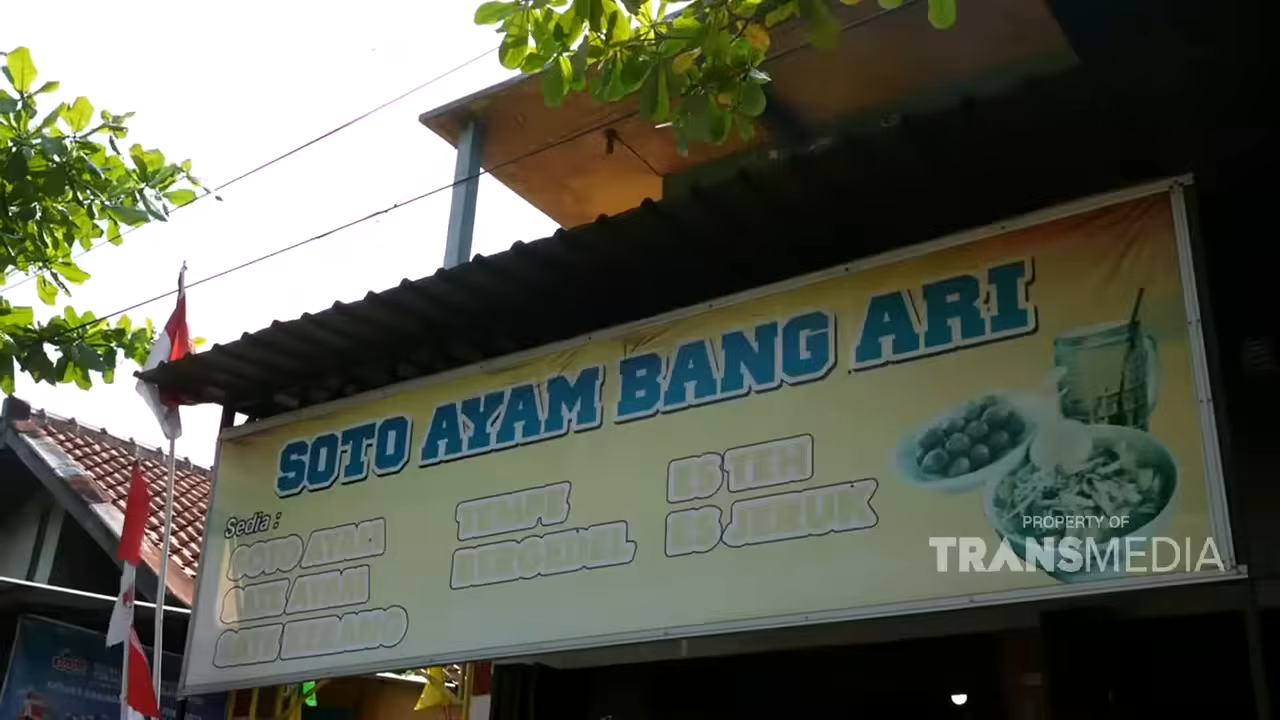 SOTO AYAM BANG ARI
Sedia :
SOTO AYAM
SATE AYAM
SATE KERANG
TEMPE
BERGEDEL
ES TEH
ES JERUK
PROPERTY OF
TRANSMEDIA